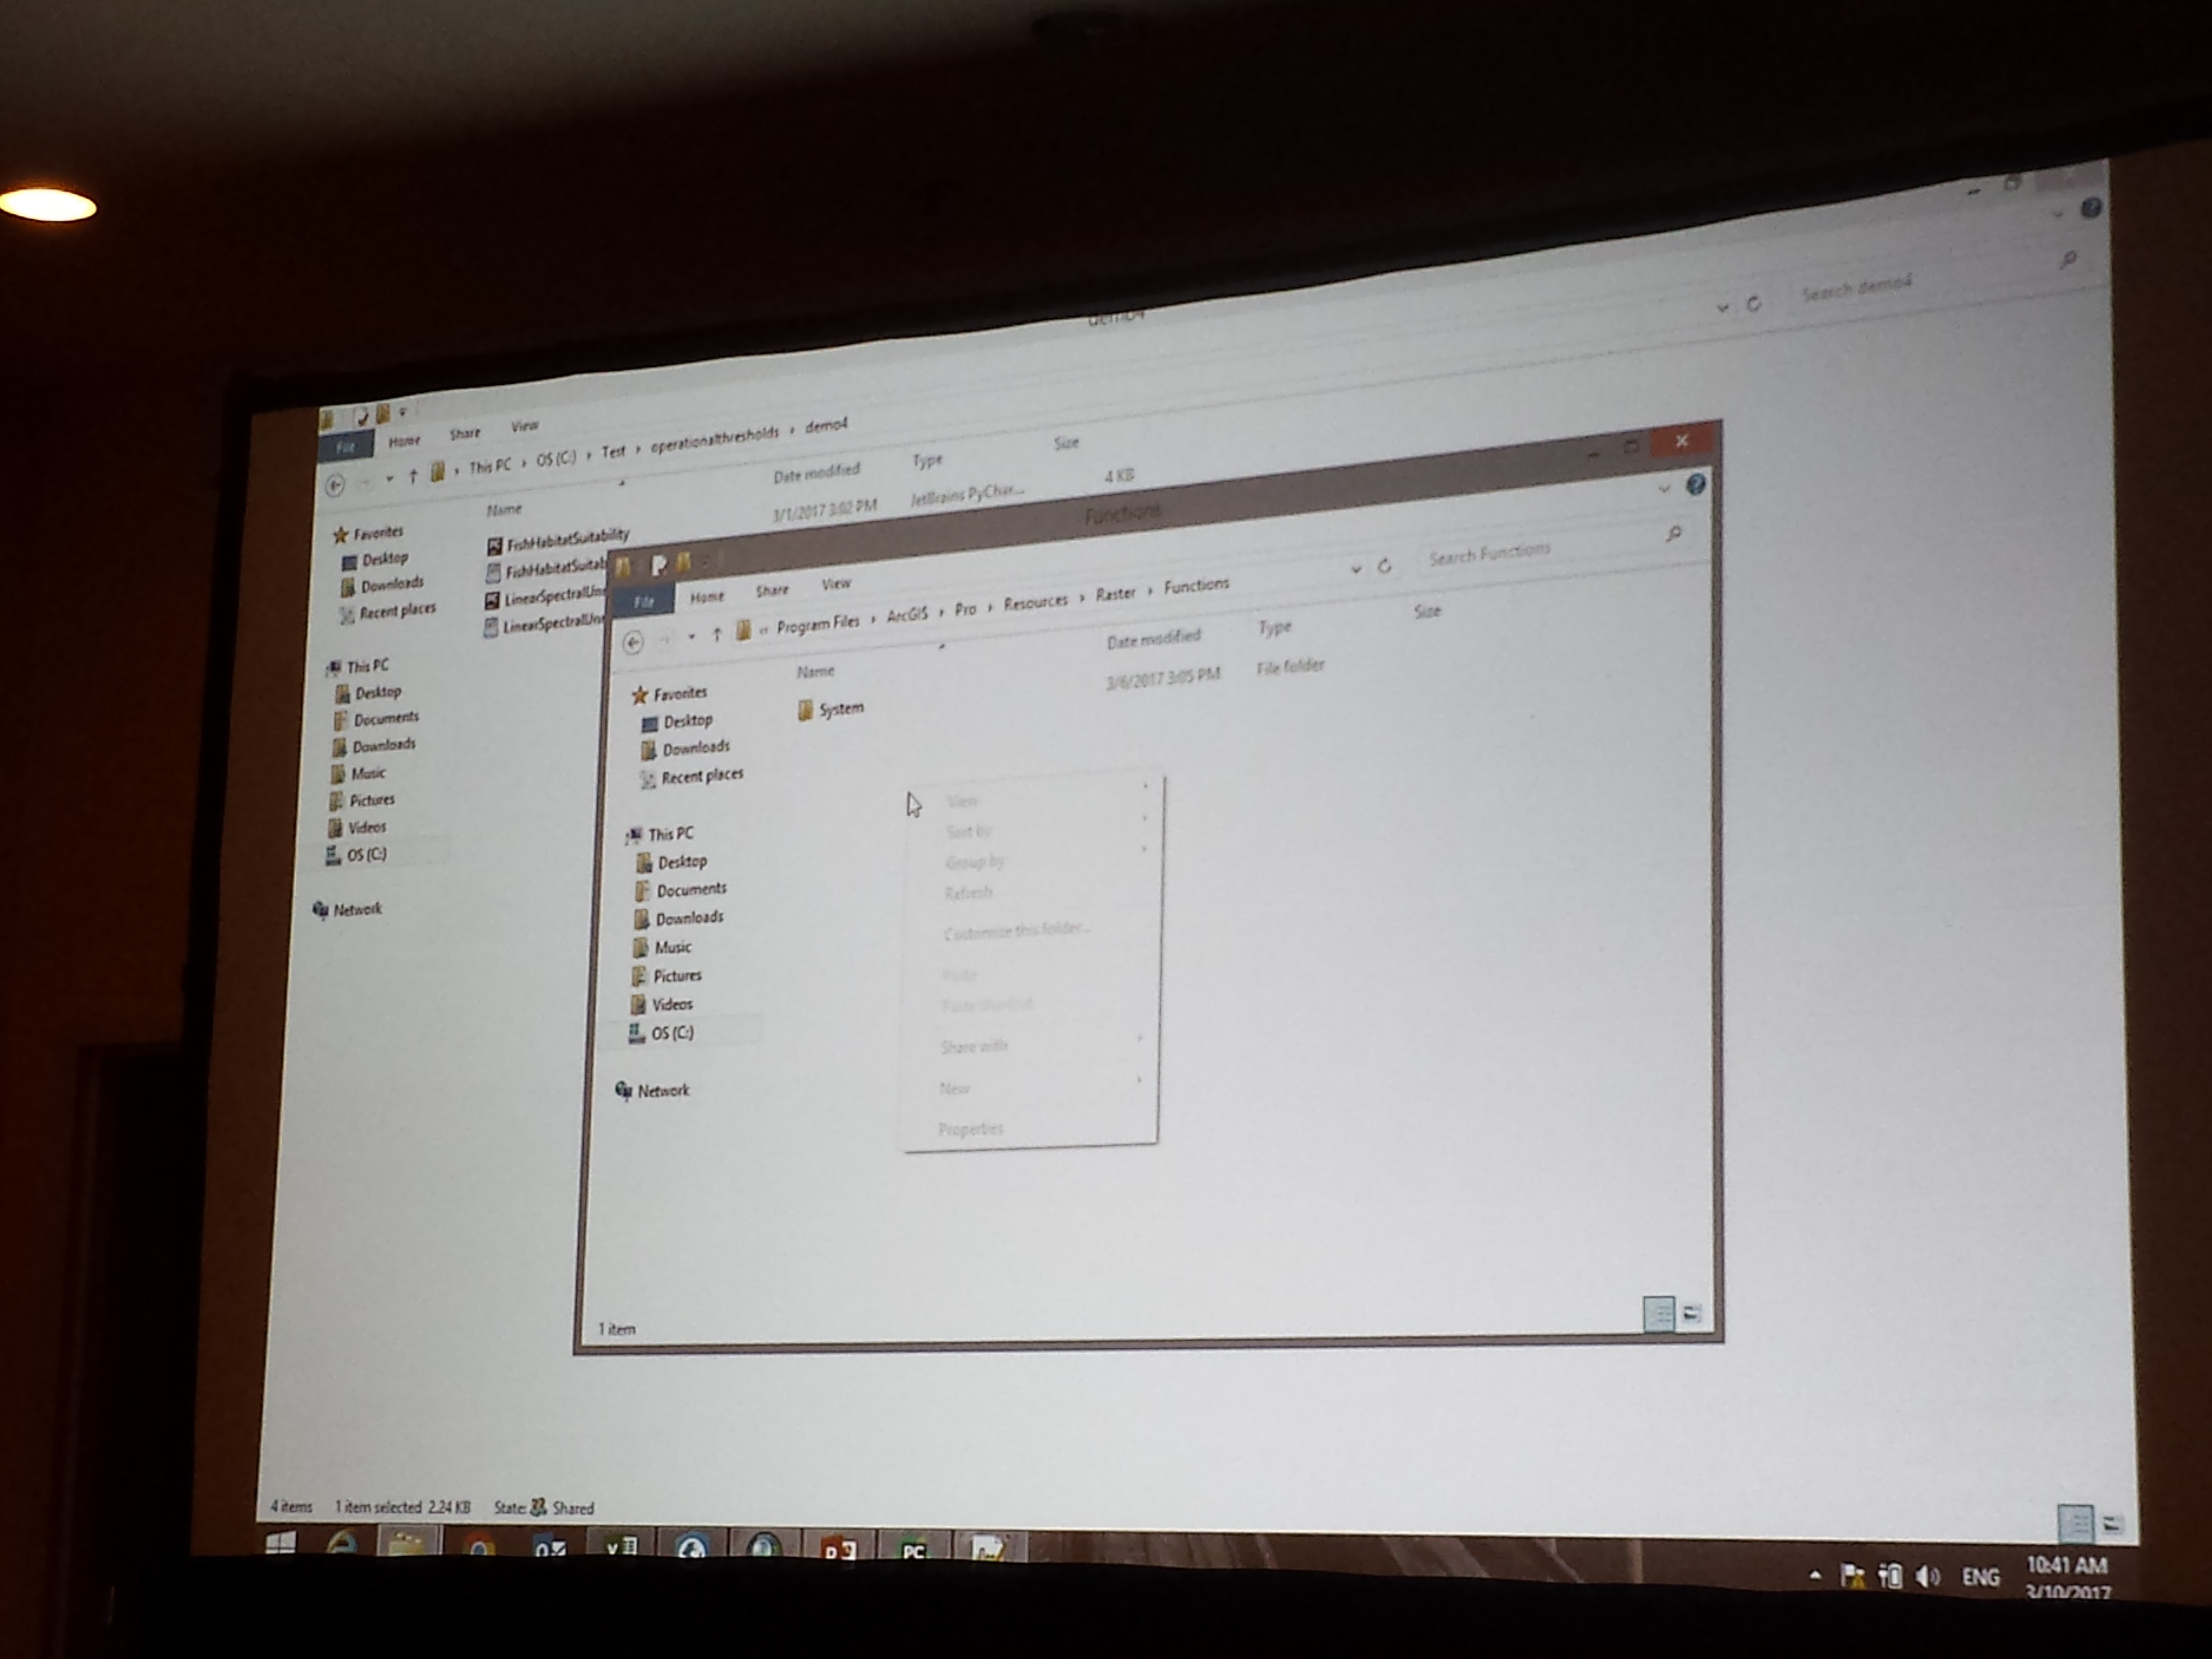 demo4
File Home Share View
This PC › OS (C:) › Test › operationalthresholds › demo4
Search demo4
Name Date modified Type Size
FishHabitatSuitability 3/1/2017 3:02 PM JetBrains PyChar... 4 KB
FishHabitatSuitab
LinearSpectralUn
LinearSpectralUn
Favorites
Desktop
Downloads
Recent places
This PC
Desktop
Documents
Downloads
Music
Pictures
Videos
OS (C:)
Network
Functions
File Home Share View
Program Files › ArcGIS › Pro › Resources › Raster › Functions
Search Functions
Name Date modified Type Size
System 3/6/2017 3:05 PM File folder
Favorites
Desktop
Downloads
Recent places
This PC
Desktop
Documents
Downloads
Music
Pictures
Videos
OS (C:)
Network
View
Sort by
Group by
Refresh
Customize this folder...
Paste
Paste shortcut
Share with
New
Properties
1 item
4 items 1 item selected 2.24 KB State: Shared
PC
ENG
10:41 AM
3/10/2017